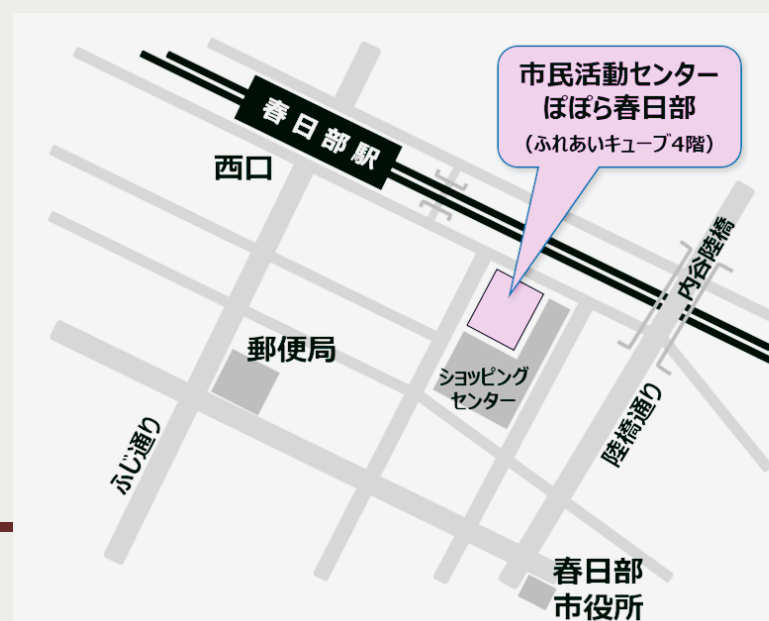 市民活動センター
ぽぽら春日部
(ふれあいキューブ4階)
春日部駅
西口
内谷陸橋
郵便局
ショッピング
センター
陸橋通り
ふじ通り
春日部
市役所